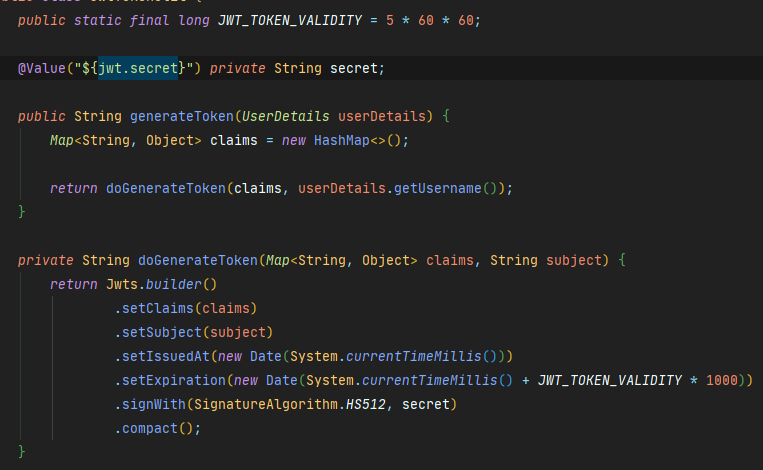 public static final long JWT_TOKEN_VALIDITY = 5 * 60 * 60;
@Value("${jwt.secret}") private String secret;
public String generateToken(UserDetails userDetails) {
Map<String, Object> claims = new HashMap<>();
return doGenerateToken(claims, userDetails.getUsername());
}
private String doGenerateToken(Map<String, Object> claims, String subject) {
return Jwts.builder()
.setClaims(claims)
.setSubject(subject)
.setIssuedAt(new Date(System.currentTimeMillis()))
.setExpiration(new Date(System.currentTimeMillis() + JWT_TOKEN_VALIDITY * 1000))
.signWith(SignatureAlgorithm.HS512, secret)
.compact();
}